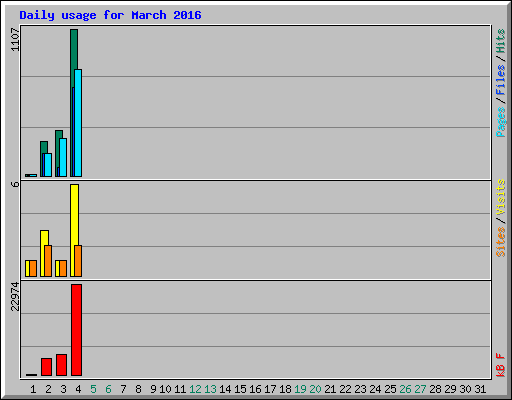 Daily usage for March 2016
1107
Pages/Files/Hits
6
Sites/Visits
22974
kB F
1 2 3 4 5 6 7 8 9 10 11 12 13 14 15 16 17 18 19 20 21 22 23 24 25 26 27 28 29 30 31